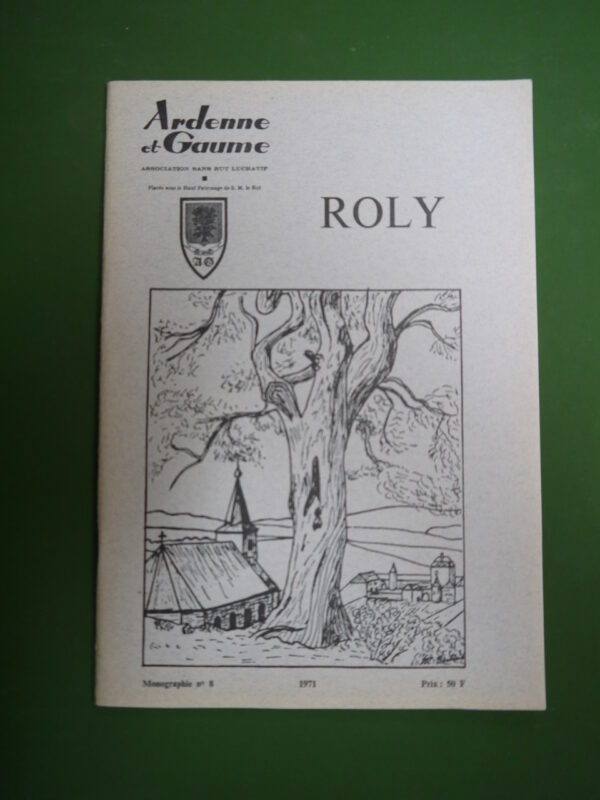 Ardenne
et Gaume
ASSOCIATION SANS BUT LUCRATIF
Placée sous le Haut Patronage de S. M. le Roi
ROLY
A G
Monographie n° 8 1971 Prix : 50 F